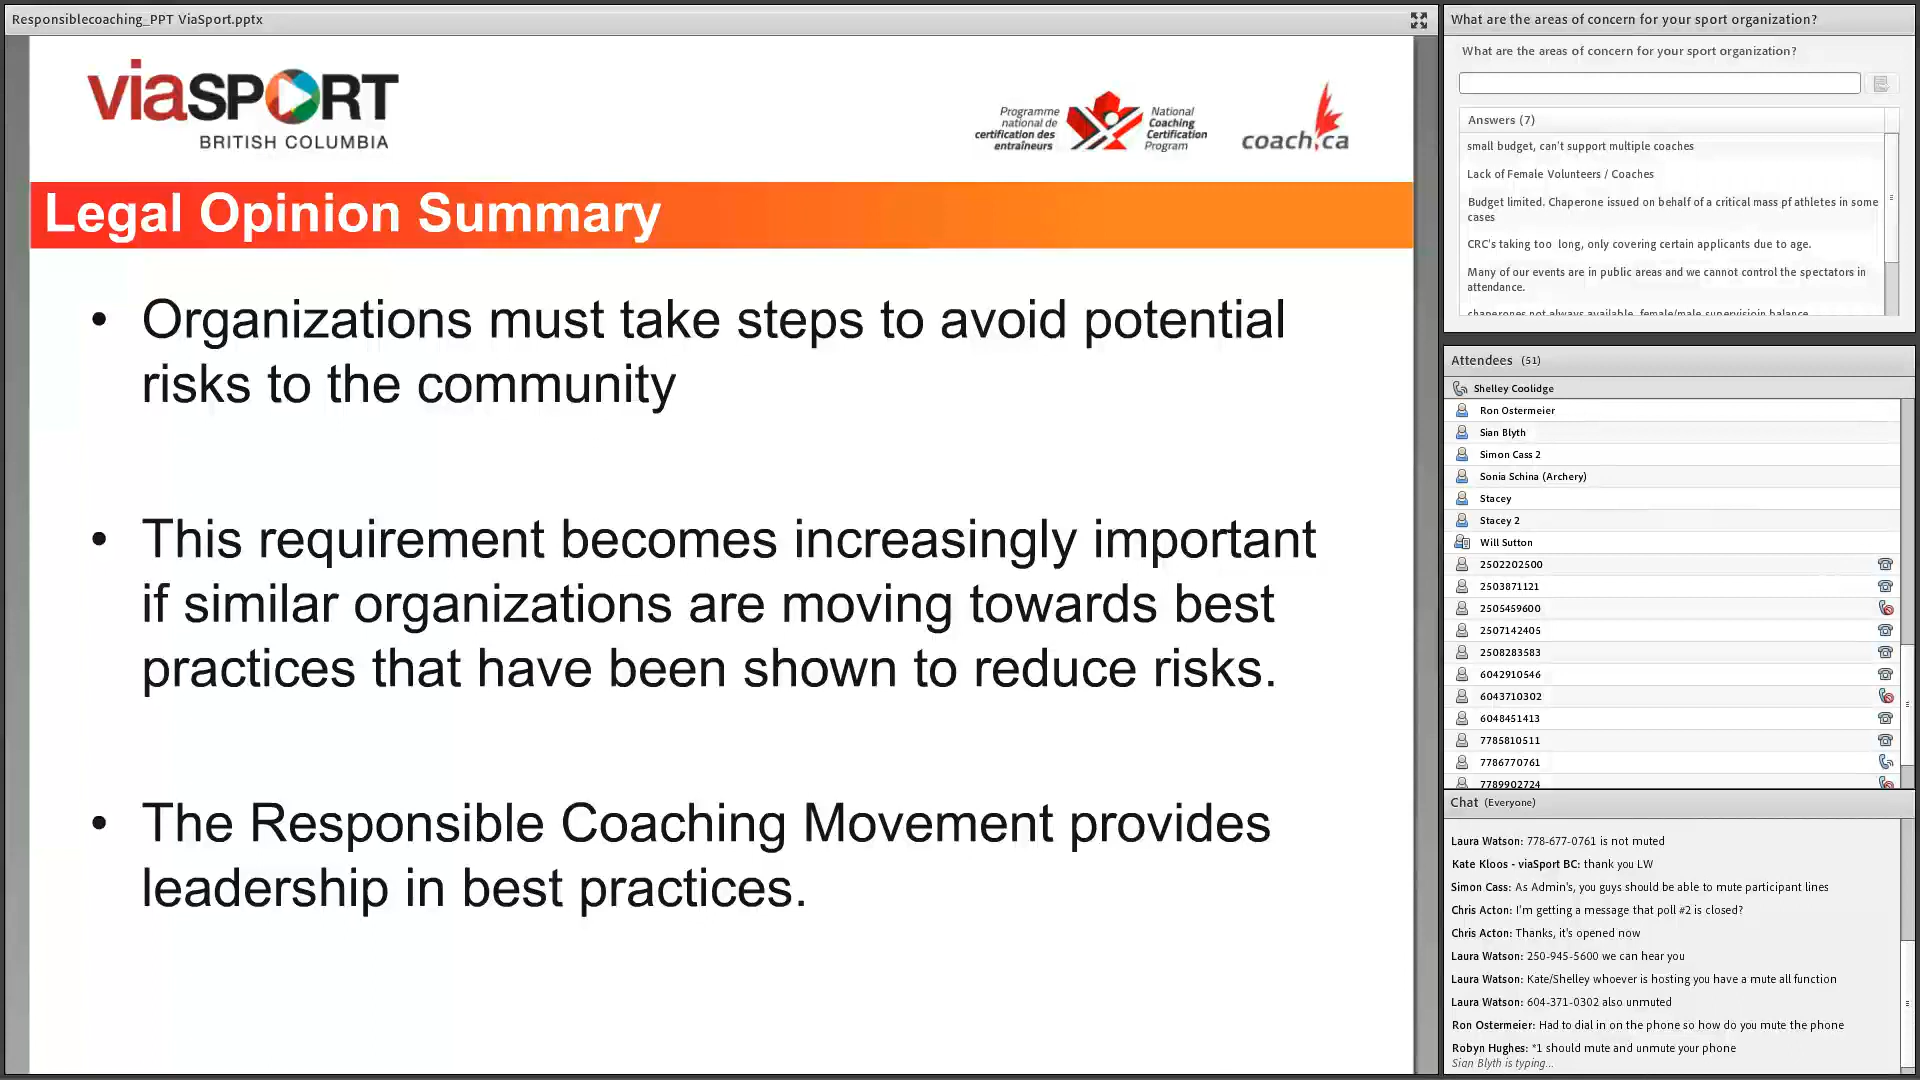 Responsiblecoaching_PPT ViaSport.pptx
viaSPORT
BRITISH COLUMBIA
Programme
national de
certification des
entraîneurs
National
Coaching
Certification
Program
coach.ca
Legal Opinion Summary
• Organizations must take steps to avoid potential
risks to the community
• This requirement becomes increasingly important
if similar organizations are moving towards best
practices that have been shown to reduce risks.
• The Responsible Coaching Movement provides
leadership in best practices.
What are the areas of concern for your sport organization?
What are the areas of concern for your sport organization?
Answers (7)
small budget, can't support multiple coaches
Lack of Female Volunteers / Coaches
Budget limited. Chaperone issued on behalf of a critical mass pf athletes in some
cases
CRC's taking too long, only covering certain applicants due to age.
Many of our events are in public areas and we cannot control the spectators in
attendance.
chaperones not always available, female/male supervisioin balance
Attendees (51)
Shelley Coolidge
Ron Ostermeier
Sian Blyth
Simon Cass 2
Sonia Schina (Archery)
Stacey
Stacey 2
Will Sutton
2502202500
2503871121
2505459600
2507142405
2508283583
6042910546
6043710302
6048451413
7785810511
7786770761
7789902724
Chat (Everyone)
Laura Watson: 778-677-0761 is not muted
Kate Kloos - viaSport BC: thank you LW
Simon Cass: As Admin's, you guys should be able to mute participant lines
Chris Acton: I'm getting a message that poll #2 is closed?
Chris Acton: Thanks, it's opened now
Laura Watson: 250-945-5600 we can hear you
Laura Watson: Kate/Shelley whoever is hosting you have a mute all function
Laura Watson: 604-371-0302 also unmuted
Ron Ostermeier: Had to dial in on the phone so how do you mute the phone
Robyn Hughes: *1 should mute and unmute your phone
Sian Blyth is typing...